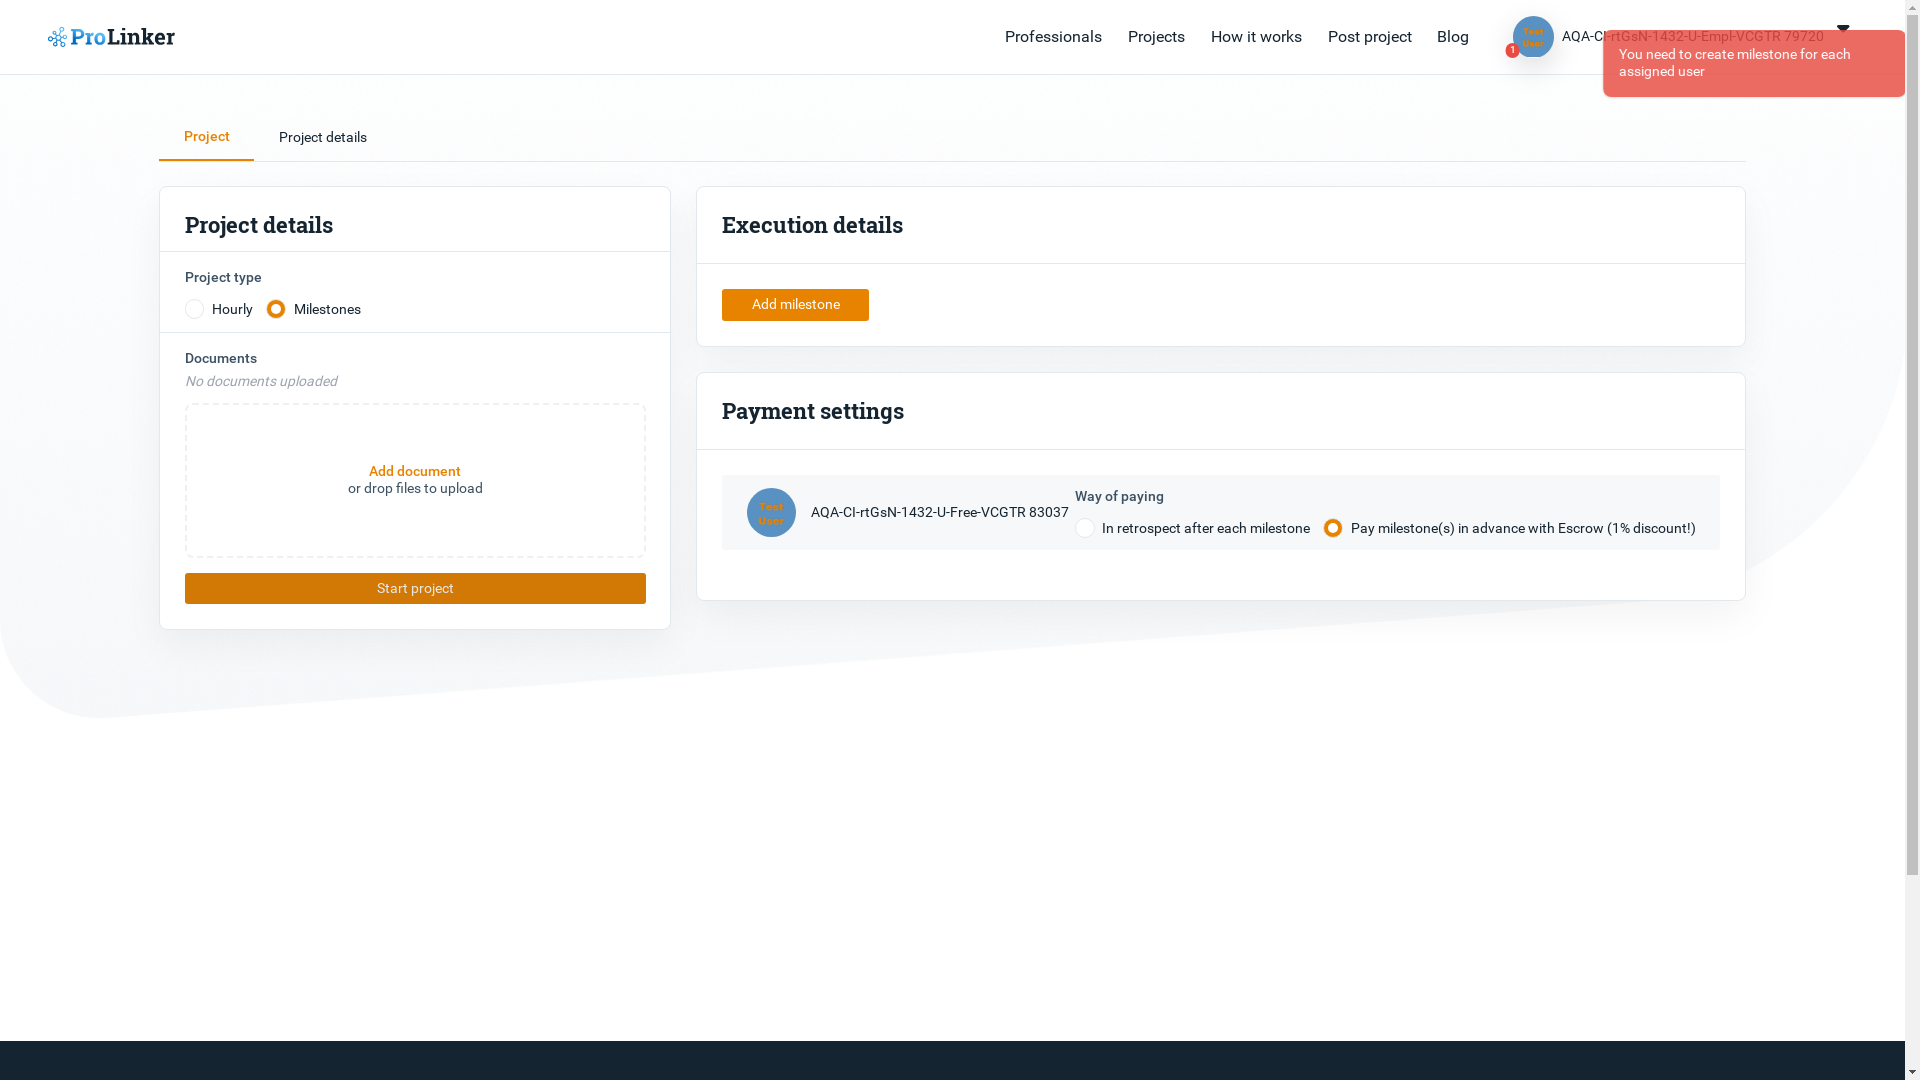 ProLinker
Professionals
Projects
How it works
Post project
Blog
Test
User
1
AQA-CI-rtGsN-1432-U-Empl-VCGTR 79720
You need to create milestone for each
assigned user
Project
Project details
Project details
Project type
Hourly
Milestones
Documents
No documents uploaded
Add document
or drop files to upload
Start project
Execution details
Add milestone
Payment settings
Test
User
AQA-CI-rtGsN-1432-U-Free-VCGTR 83037
Way of paying
In retrospect after each milestone
Pay milestone(s) in advance with Escrow (1% discount!)